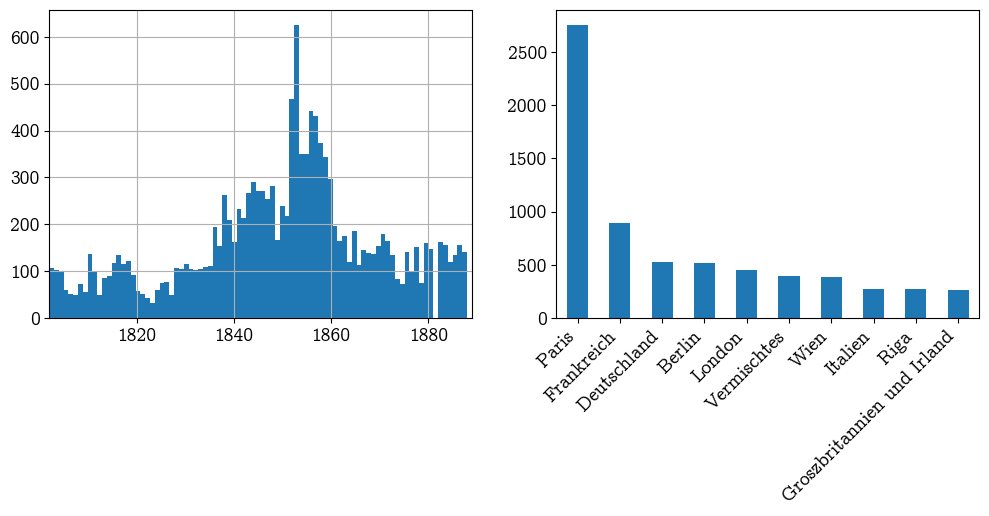 600
500
400
300
200
100
0
1820 1840 1860 1880
2500
2000
1500
1000
500
0
Paris
Frankreich
Deutschland
Berlin
London
Vermischtes
Wien
Italien
Riga
Groszbritannien und Irland